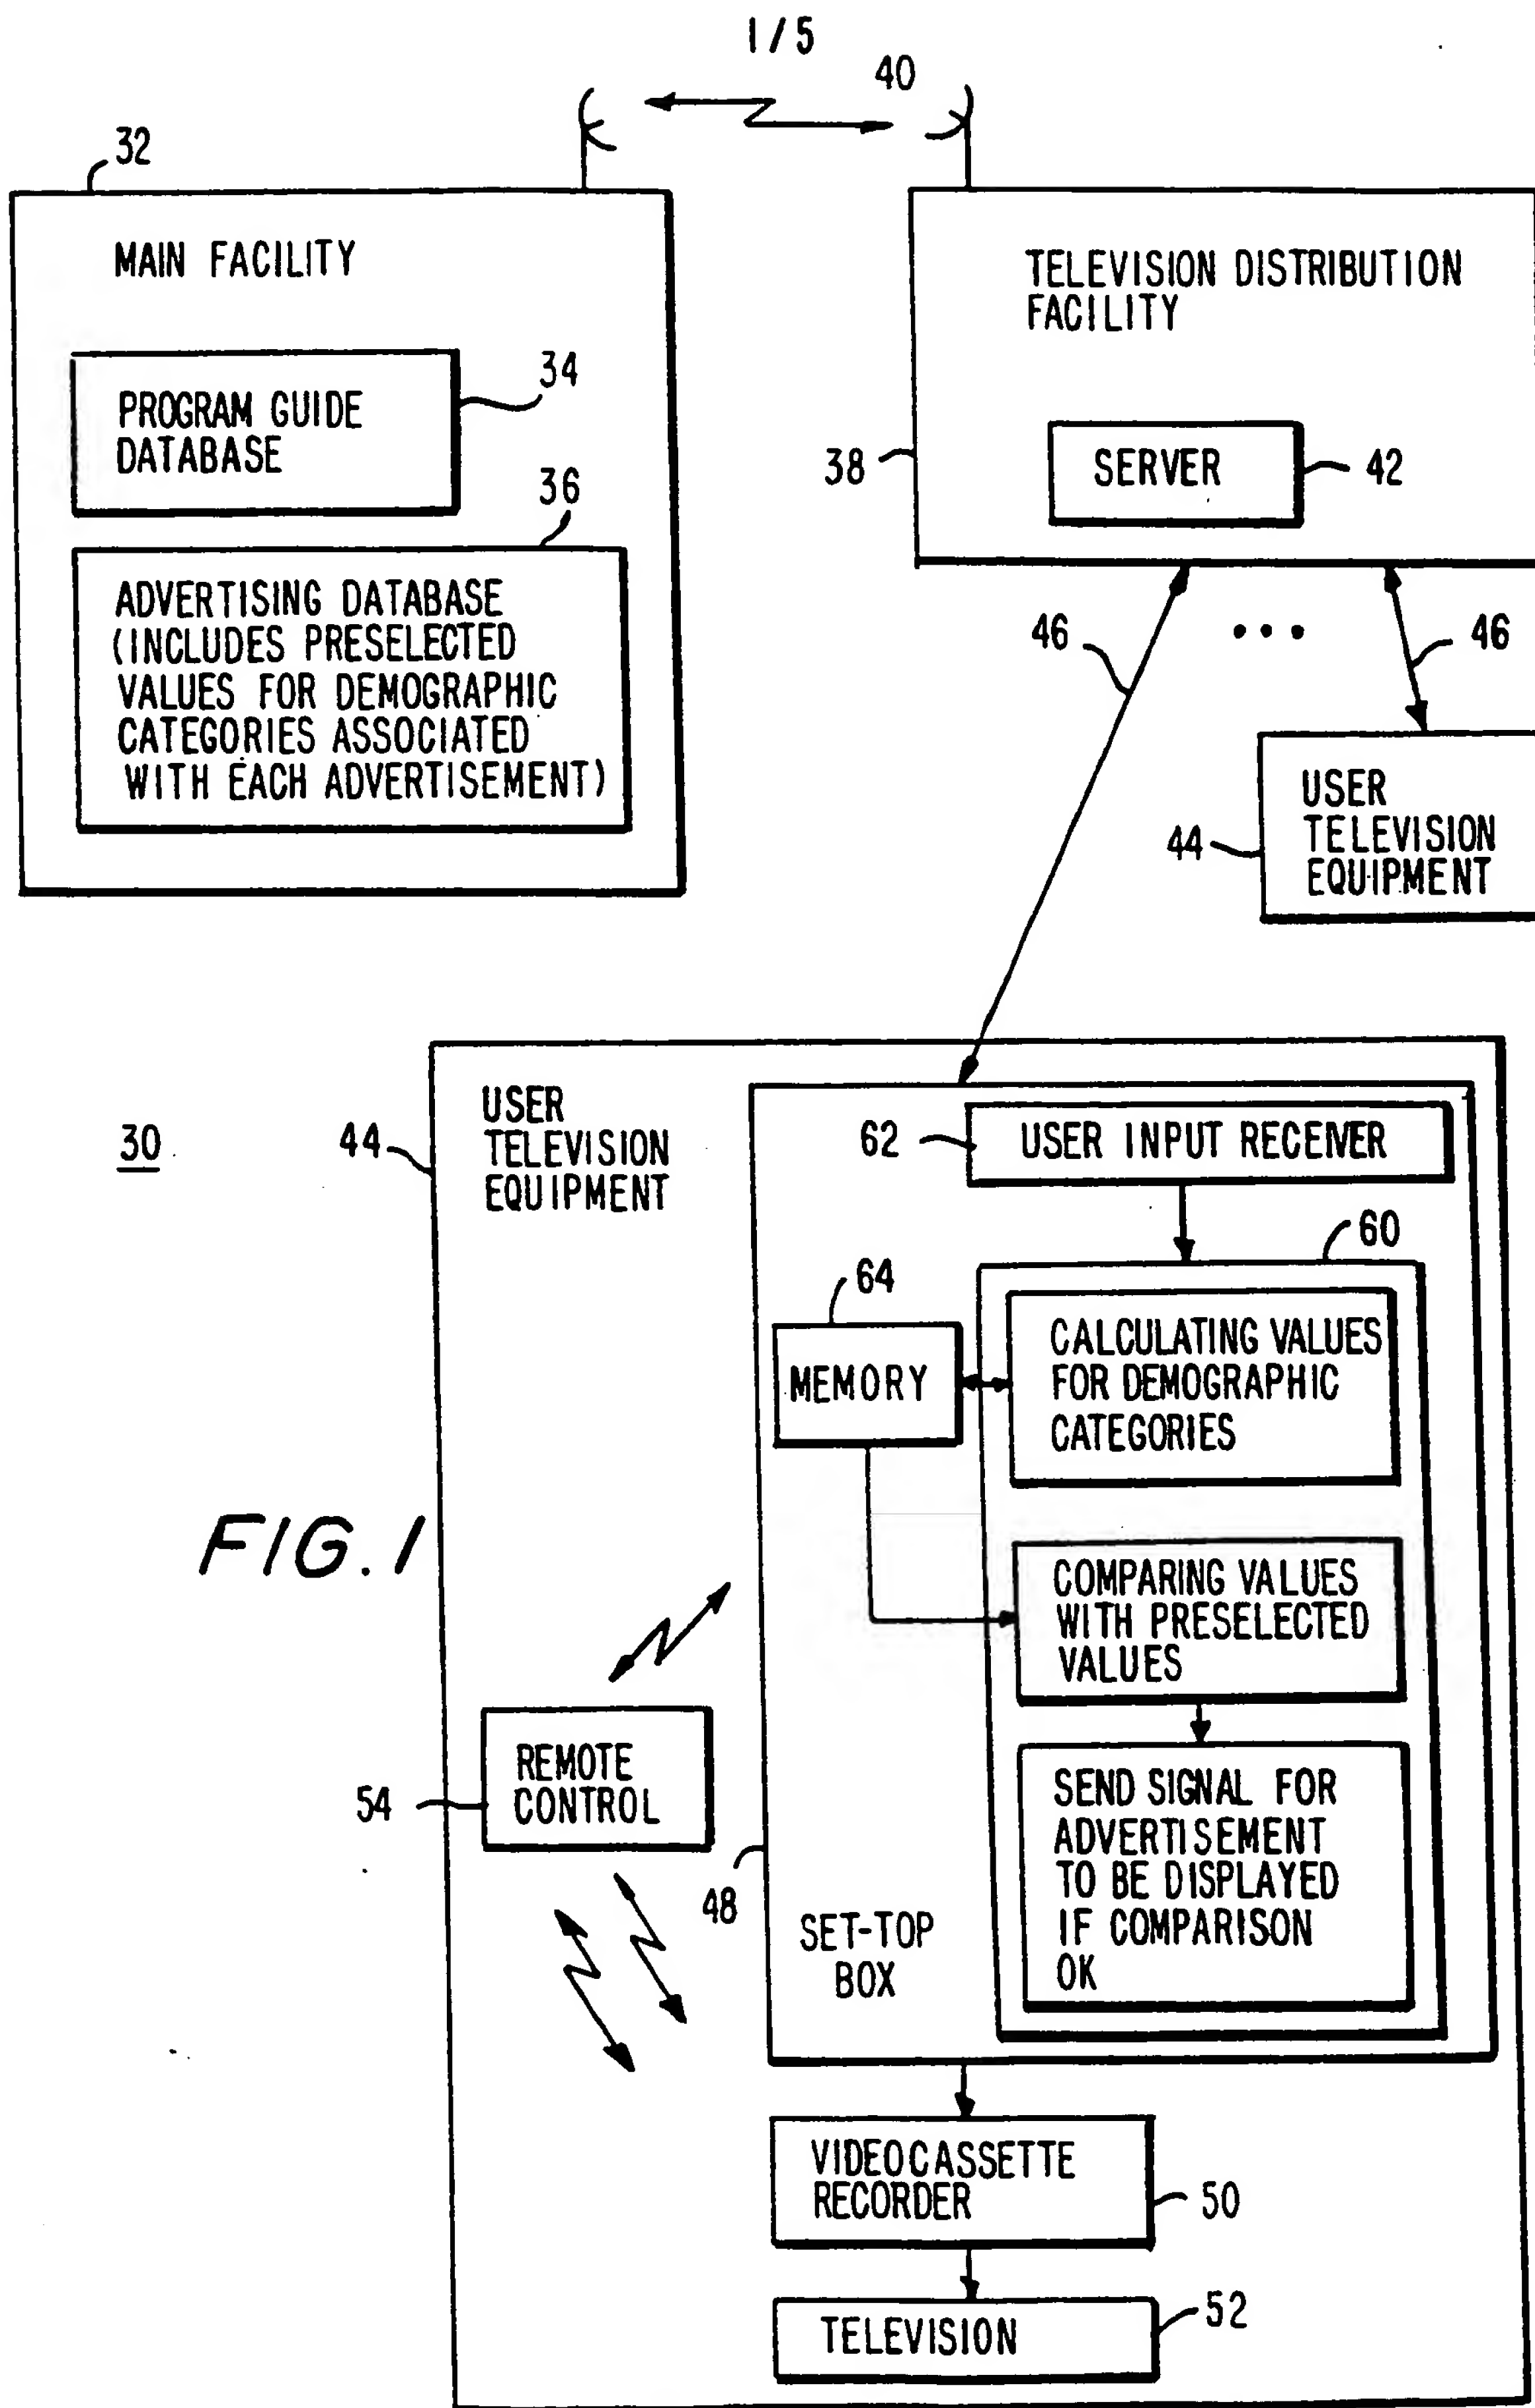 1/5
40
32
MAIN FACILITY
34
PROGRAM GUIDE
DATABASE
36
ADVERTISING DATABASE
(INCLUDES PRESELECTED
VALUES FOR DEMOGRAPHIC
CATEGORIES ASSOCIATED
WITH EACH ADVERTISEMENT)
TELEVISION DISTRIBUTION
FACILITY
38
SERVER
42
46
...
46
44
USER
TELEVISION
EQUIPMENT
30
44
USER
TELEVISION
EQUIPMENT
62
USER INPUT RECEIVER
60
64
MEMORY
CALCULATING VALUES
FOR DEMOGRAPHIC
CATEGORIES
FIG. 1
COMPARING VALUES
WITH PRESELECTED
VALUES
REMOTE
CONTROL
54
SEND SIGNAL FOR
ADVERTISEMENT
TO BE DISPLAYED
IF COMPARISON
OK
48
SET-TOP
BOX
VIDEOCASSETTE
RECORDER
50
TELEVISION
52